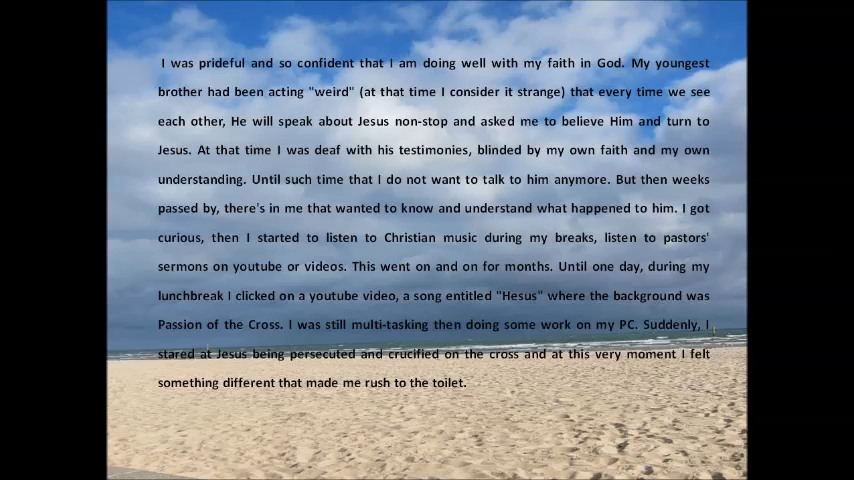 I was prideful and so confident that I am doing well with my faith in God. My youngest
brother had been acting "weird" (at that time I consider it strange) that every time we see
each other, He will speak about Jesus non-stop and asked me to believe Him and turn to
Jesus. At that time I was deaf with his testimonies, blinded by my own faith and my own
understanding. Until such time that I do not want to talk to him anymore. But then weeks
passed by, there's in me that wanted to know and understand what happened to him. I got
curious, then I started to listen to Christian music during my breaks, listen to pastors'
sermons on youtube or videos. This went on and on for months. Until one day, during my
lunchbreak I clicked on a youtube video, a song entitled "Hesus" where the background was
Passion of the Cross. I was still multi-tasking then doing some work on my PC. Suddenly, I
stared at Jesus being persecuted and crucified on the cross and at this very moment I felt
something different that made me rush to the toilet.